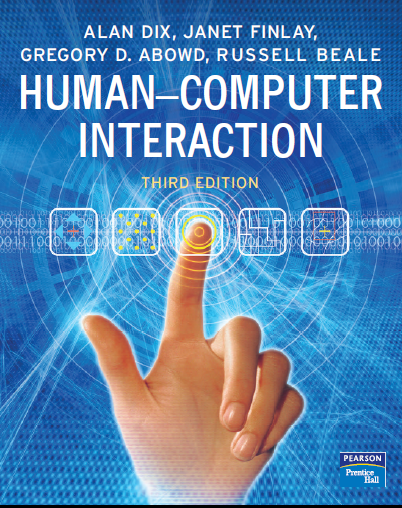 ALAN DIX, JANET FINLAY,
GREGORY D. ABOWD, RUSSELL BEALE
HUMAN–COMPUTER
INTERACTION
THIRD EDITION
PEARSON
Prentice
Hall